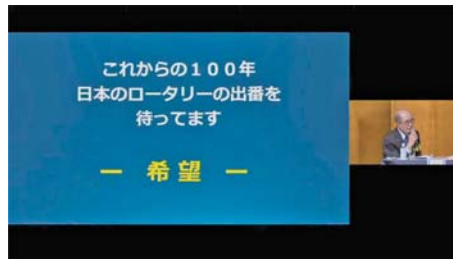 これからの１００年
日本のロータリーの出番を
待ってます
ー 希望 ー